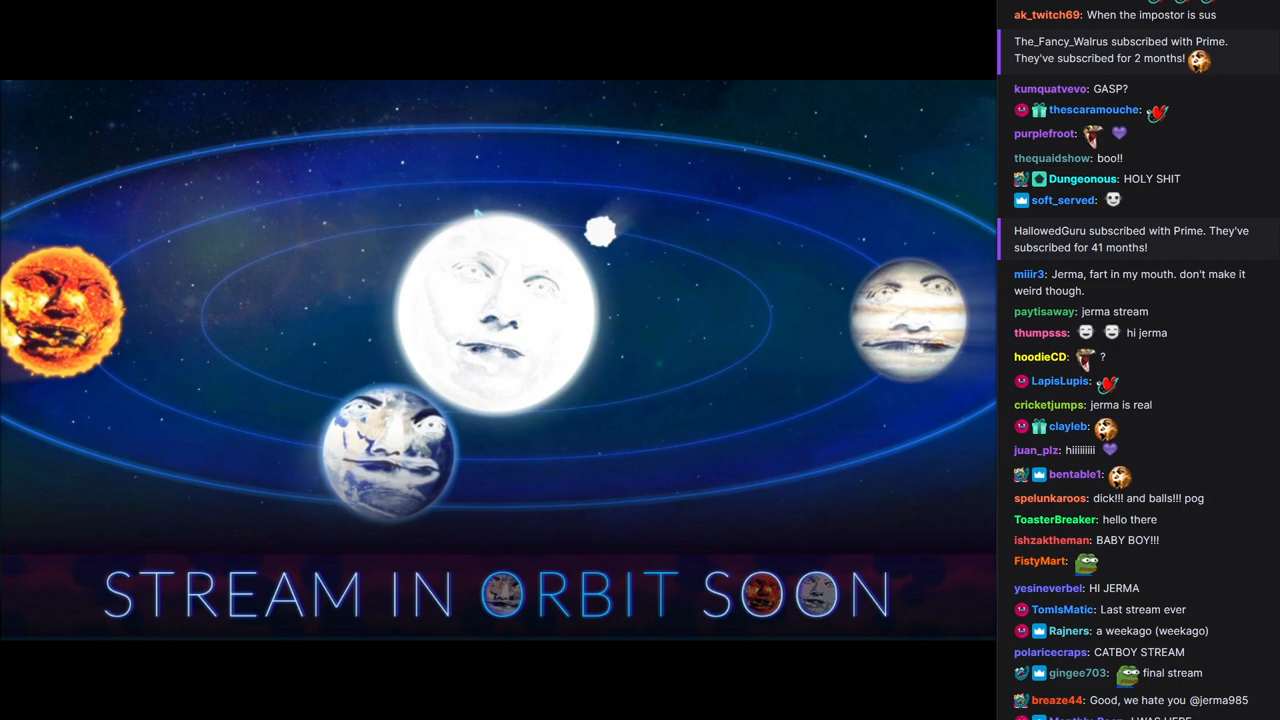 ak_twitch69: When the impostor is sus
The_Fancy_Walrus subscribed with Prime.
They've subscribed for 2 months!
kumquatvevo: GASP?
thescaramouche:
purplefroot:
thequaidshow: boo!!
Dungeonous: HOLY SHIT
soft_served:
HallowedGuru subscribed with Prime. They've
subscribed for 41 months!
miiir3: Jerma, fart in my mouth. don't make it
weird though.
paytisaway: jerma stream
thumpsss: hi jerma
hoodieCD: ?
LapisLupis:
cricketjumps: jerma is real
clayleb:
juan_plz: hiiiiiiiii
bentable1:
spelunkaroos: dick!!! and balls!!! pog
ToasterBreaker: hello there
ishzaktheman: BABY BOY!!!
FistyMart:
yesineverbel: HI JERMA
TomIsMatic: Last stream ever
Rajners: a weekago (weekago)
polaricecraps: CATBOY STREAM
gingee703: final stream
breaze44: Good, we hate you @jerma985
STREAM IN ORBIT SOON